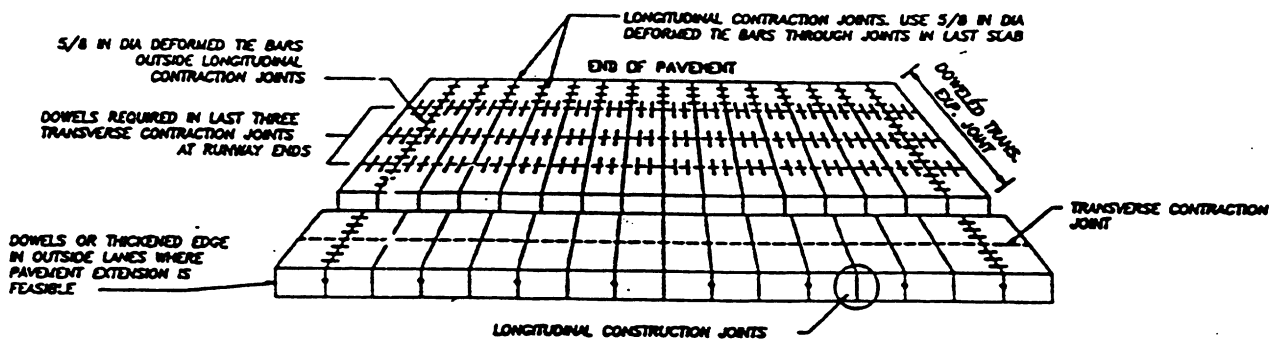 LONGITUDINAL CONTRACTION JOINTS. USE 5/8 IN DIA
DEFORMED TIE BARS THROUGH JOINTS IN LAST SLAB
5/8 IN DIA DEFORMED TIE BARS
OUTSIDE LONGITUDINAL
CONTRACTION JOINTS
END OF PAVEMENT
DOWELED TRANS.
EXP. JOINT
DOWELS REQUIRED IN LAST THREE
TRANSVERSE CONTRACTION JOINTS
AT RUNWAY ENDS
TRANSVERSE CONTRACTION
JOINT
DOWELS OR THICKENED EDGE
IN OUTSIDE LANES WHERE
PAVEMENT EXTENSION IS
FEASIBLE
LONGITUDINAL CONSTRUCTION JOINTS